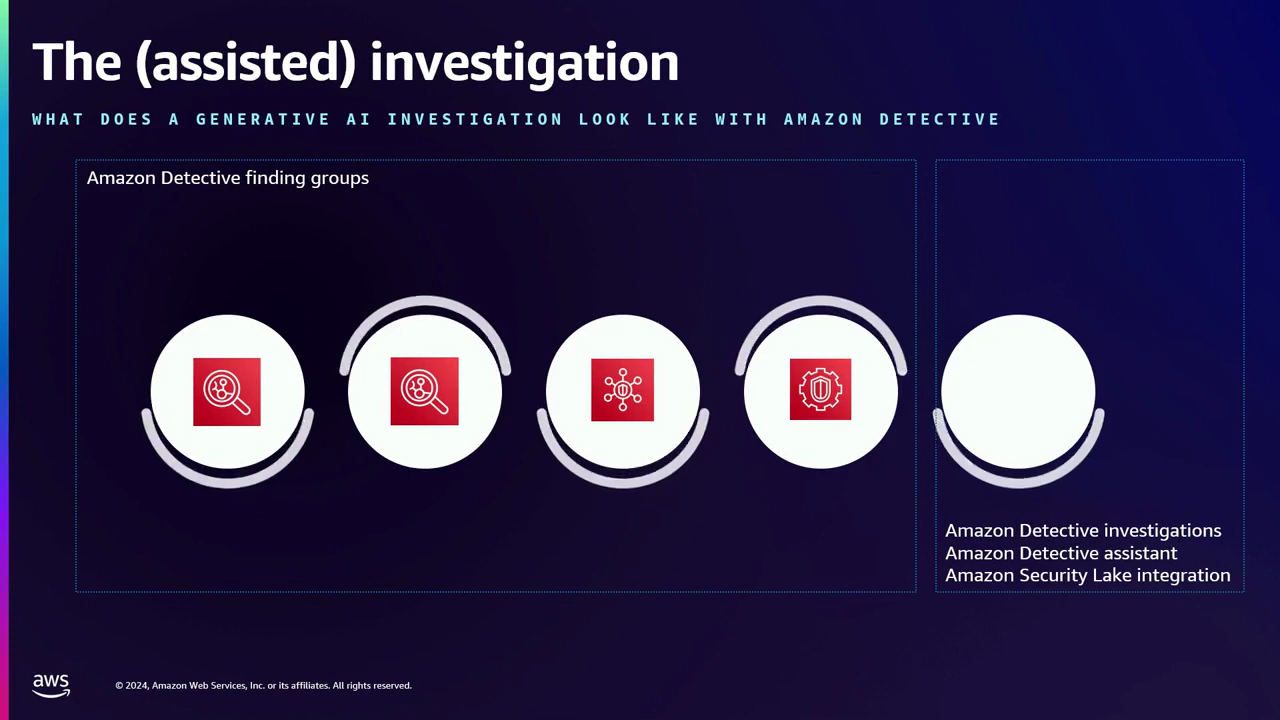 The (assisted) investigation
WHAT DOES A GENERATIVE AI INVESTIGATION LOOK LIKE WITH AMAZON DETECTIVE
Amazon Detective finding groups
Amazon Detective investigations
Amazon Detective assistant
Amazon Security Lake integration
aws
© 2024, Amazon Web Services, Inc. or its affiliates. All rights reserved.